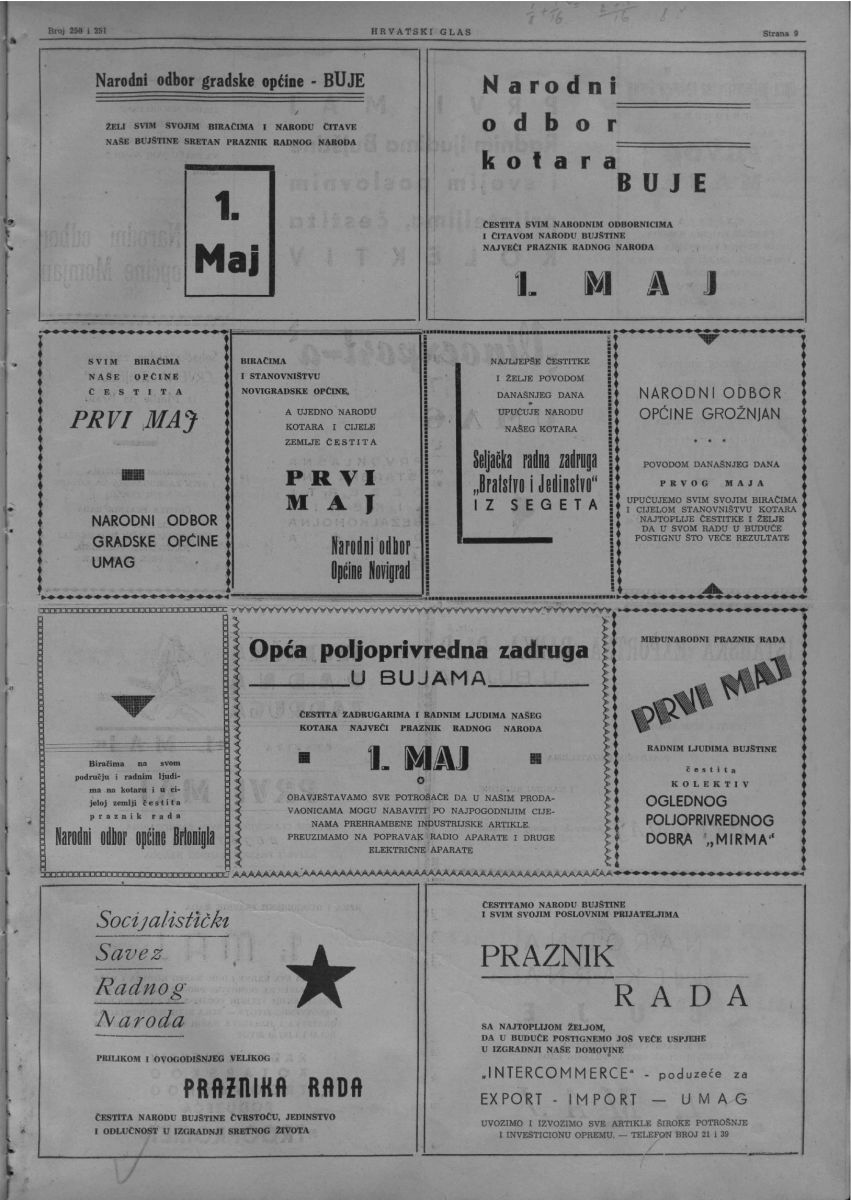 Broj 250 i 251
HRVATSKI GLAS
Strana 9
Narodni odbor gradske općine - BUJE
ŽELI SVIM SVOJIM BIRAČIMA I NARODU ČITAVE
NAŠE BUJŠTINE SRETAN PRAZNIK RADNOG NARODA
1.
Maj
Narodni
odbor
kotara
BUJE
ČESTITA SVIM NARODNIM ODBORNICIMA
I ČITAVOM NARODU BUJŠTINE
NAJVEĆI PRAZNIK RADNOG NARODA
1. MAJ
SVIM BIRAČIMA
NAŠE OPĆINE
ČESTITA
PRVI MAJ
NARODNI ODBOR
GRADSKE OPĆINE
UMAG
BIRAČIMA
I STANOVNIŠTVU
NOVIGRADSKE OPĆINE,
A UJEDNO NARODU
KOTARA I CIJELE
ZEMLJE ČESTITA
PRVI
MAJ
Narodni odbor
Općine Novigrad
NAJLJEPŠE ČESTITKE
I ŽELJE POVODOM
DANAŠNJEG DANA
UPUĆUJE NARODU
NAŠEG KOTARA
Seljačka radna zadruga
„Bratstvo i Jedinstvo"
IZ SEGETA
NARODNI ODBOR
OPĆINE GROŽNJAN
* * *
POVODOM DANAŠNJEG DANA
PRVOG MAJA
UPUĆUJEMO SVIM SVOJIM BIRAČIMA
I CIJELOM STANOVNIŠTVU KOTARA
NAJTOPLIJE ČESTITKE I ŽELJE
DA U SVOM RADU U BUDUĆE
POSTIGNU ŠTO VEĆE REZULTATE
Biračima na svom
području i radnim ljudi-
ma na kotaru i u ci-
jeloj zemlji čestita
praznik rada
Narodni odbor općine Brtonigla
Opća poljoprivredna zadruga
U BUJAMA
ČESTITA ZADRUGARIMA I RADNIM LJUDIMA NAŠEG
KOTARA NAJVEĆI PRAZNIK RADNOG NARODA
1. MAJ
OBAVJEŠTAVAMO SVE POTROŠAČE DA U NAŠIM PRODA-
VAONICAMA MOGU NABAVITI PO NAJPOGODNIJIM CIJE-
NAMA PREHRAMBENE INDUSTRIJSKE ARTIKLE.
PREUZIMAMO NA POPRAVAK RADIO APARATE I DRUGE
ELEKTRIČNE APARATE
MEĐUNARODNI PRAZNIK RADA
PRVI MAJ
RADNIM LJUDIMA BUJŠTINE
čestita
KOLEKTIV
OGLEDNOG
POLJOPRIVREDNOG
DOBRA „MIRMA"
Socijalistički
Savez
Radnog
Naroda
PRILIKOM I OVOGODIŠNJEG VELIKOG
PRAZNIKA RADA
ČESTITA NARODU BUJŠTINE ČVRSTOĆU, JEDINSTVO
I ODLUČNOST U IZGRADNJI SRETNOG ŽIVOTA
ČESTITAMO NARODU BUJŠTINE
I SVIM SVOJIM POSLOVNIM PRIJATELJIMA
PRAZNIK
RADA
SA NAJTOPLIJOM ŽELJOM,
DA U BUDUĆE POSTIGNEMO JOŠ VEĆE USPJEHE
U IZGRADNJI NAŠE DOMOVINE
„INTERCOMMERCE" - poduzeće za
EXPORT - IMPORT — UMAG
UVOZIMO I IZVOZIMO SVE ARTIKLE ŠIROKE POTROŠNJE
I INVESTICIONU OPREMU. — TELEFON BROJ 21 i 39